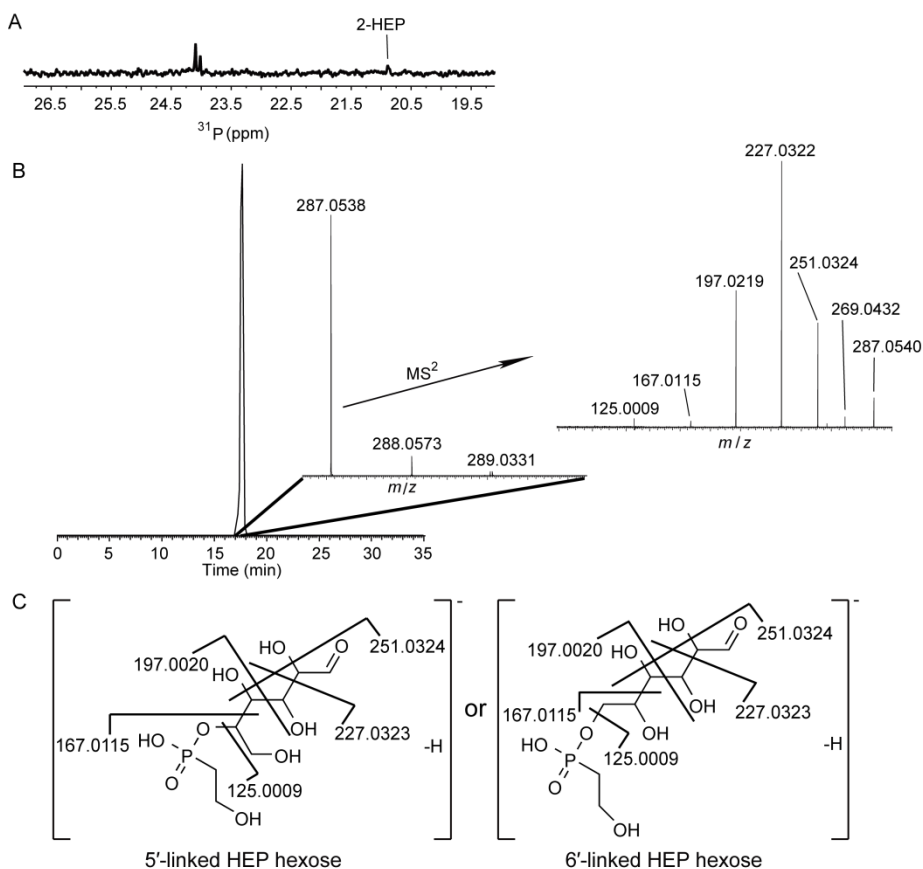 A
2-HEP
26.5 25.5 24.5 23.5 22.5 21.5 20.5 19.5
³¹P (ppm)
B
287.0538
288.0573
289.0331
m/z
MS²
227.0322
251.0324
197.0219
269.0432
287.0540
167.0115
125.0009
m/z
0 5 10 15 20 25 30 35
Time (min)
C
HO
O
251.0324
197.0020
HO
HO
OH
227.0323
167.0115
O
HO
P
O
OH
125.0009
OH
-
-H
5′-linked HEP hexose
or
HO
O
251.0324
197.0020
HO
HO
OH
227.0323
167.0115
O
OH
HO
P
O
125.0009
OH
-
-H
6′-linked HEP hexose